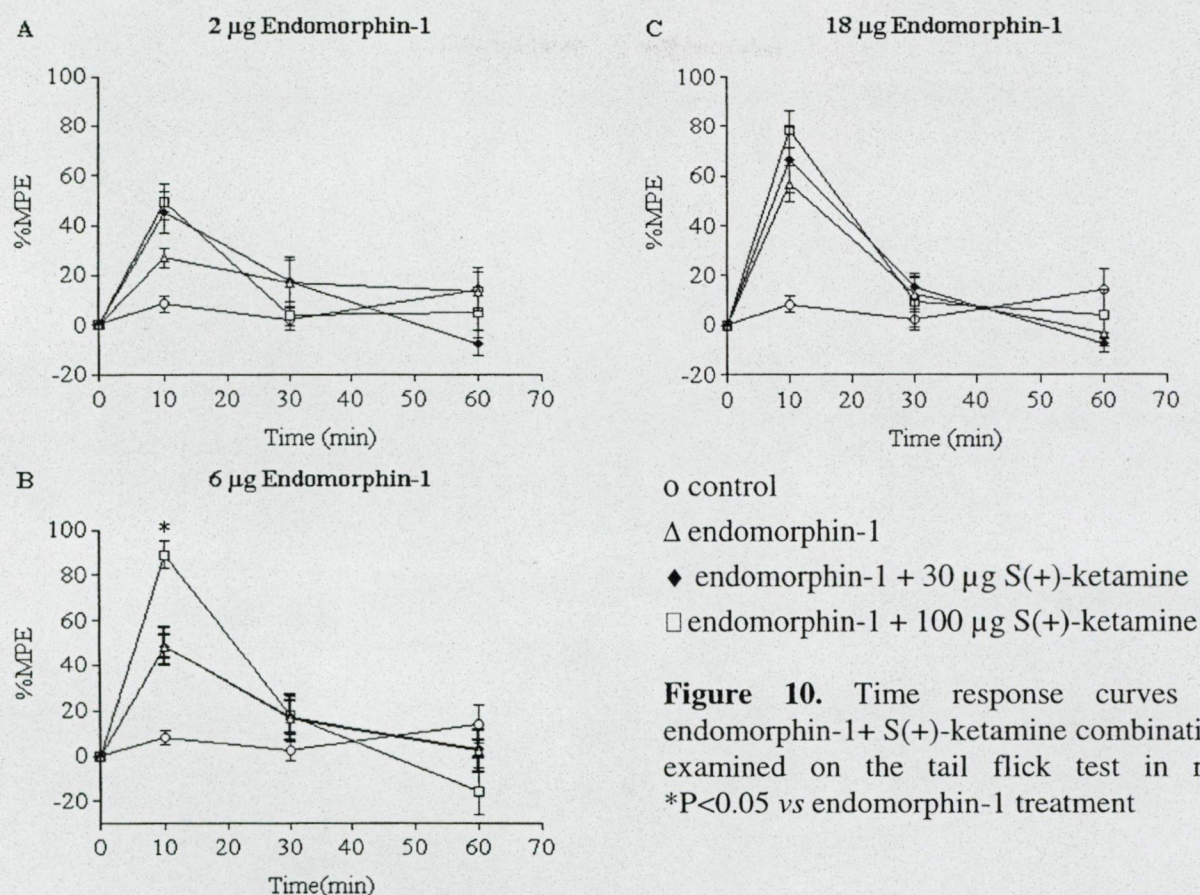 A
2 µg Endomorphin-1
100
80
60
40
20
0
-20
%MPE
0 10 20 30 40 50 60 70
Time (min)
C
18 µg Endomorphin-1
100
80
60
40
20
0
-20
%MPE
0 10 20 30 40 50 60 70
Time (min)
B
6 µg Endomorphin-1
100
80
60
40
20
0
-20
%MPE
*
0 10 20 30 40 50 60 70
Time(min)
o control
Δ endomorphin-1
♦ endomorphin-1 + 30 µg S(+)-ketamine
□ endomorphin-1 + 100 µg S(+)-ketamine
Figure 10. Time response curves
endomorphin-1+ S(+)-ketamine
examined on the tail flick test in
*P<0.05 vs endomorphin-1 treatment